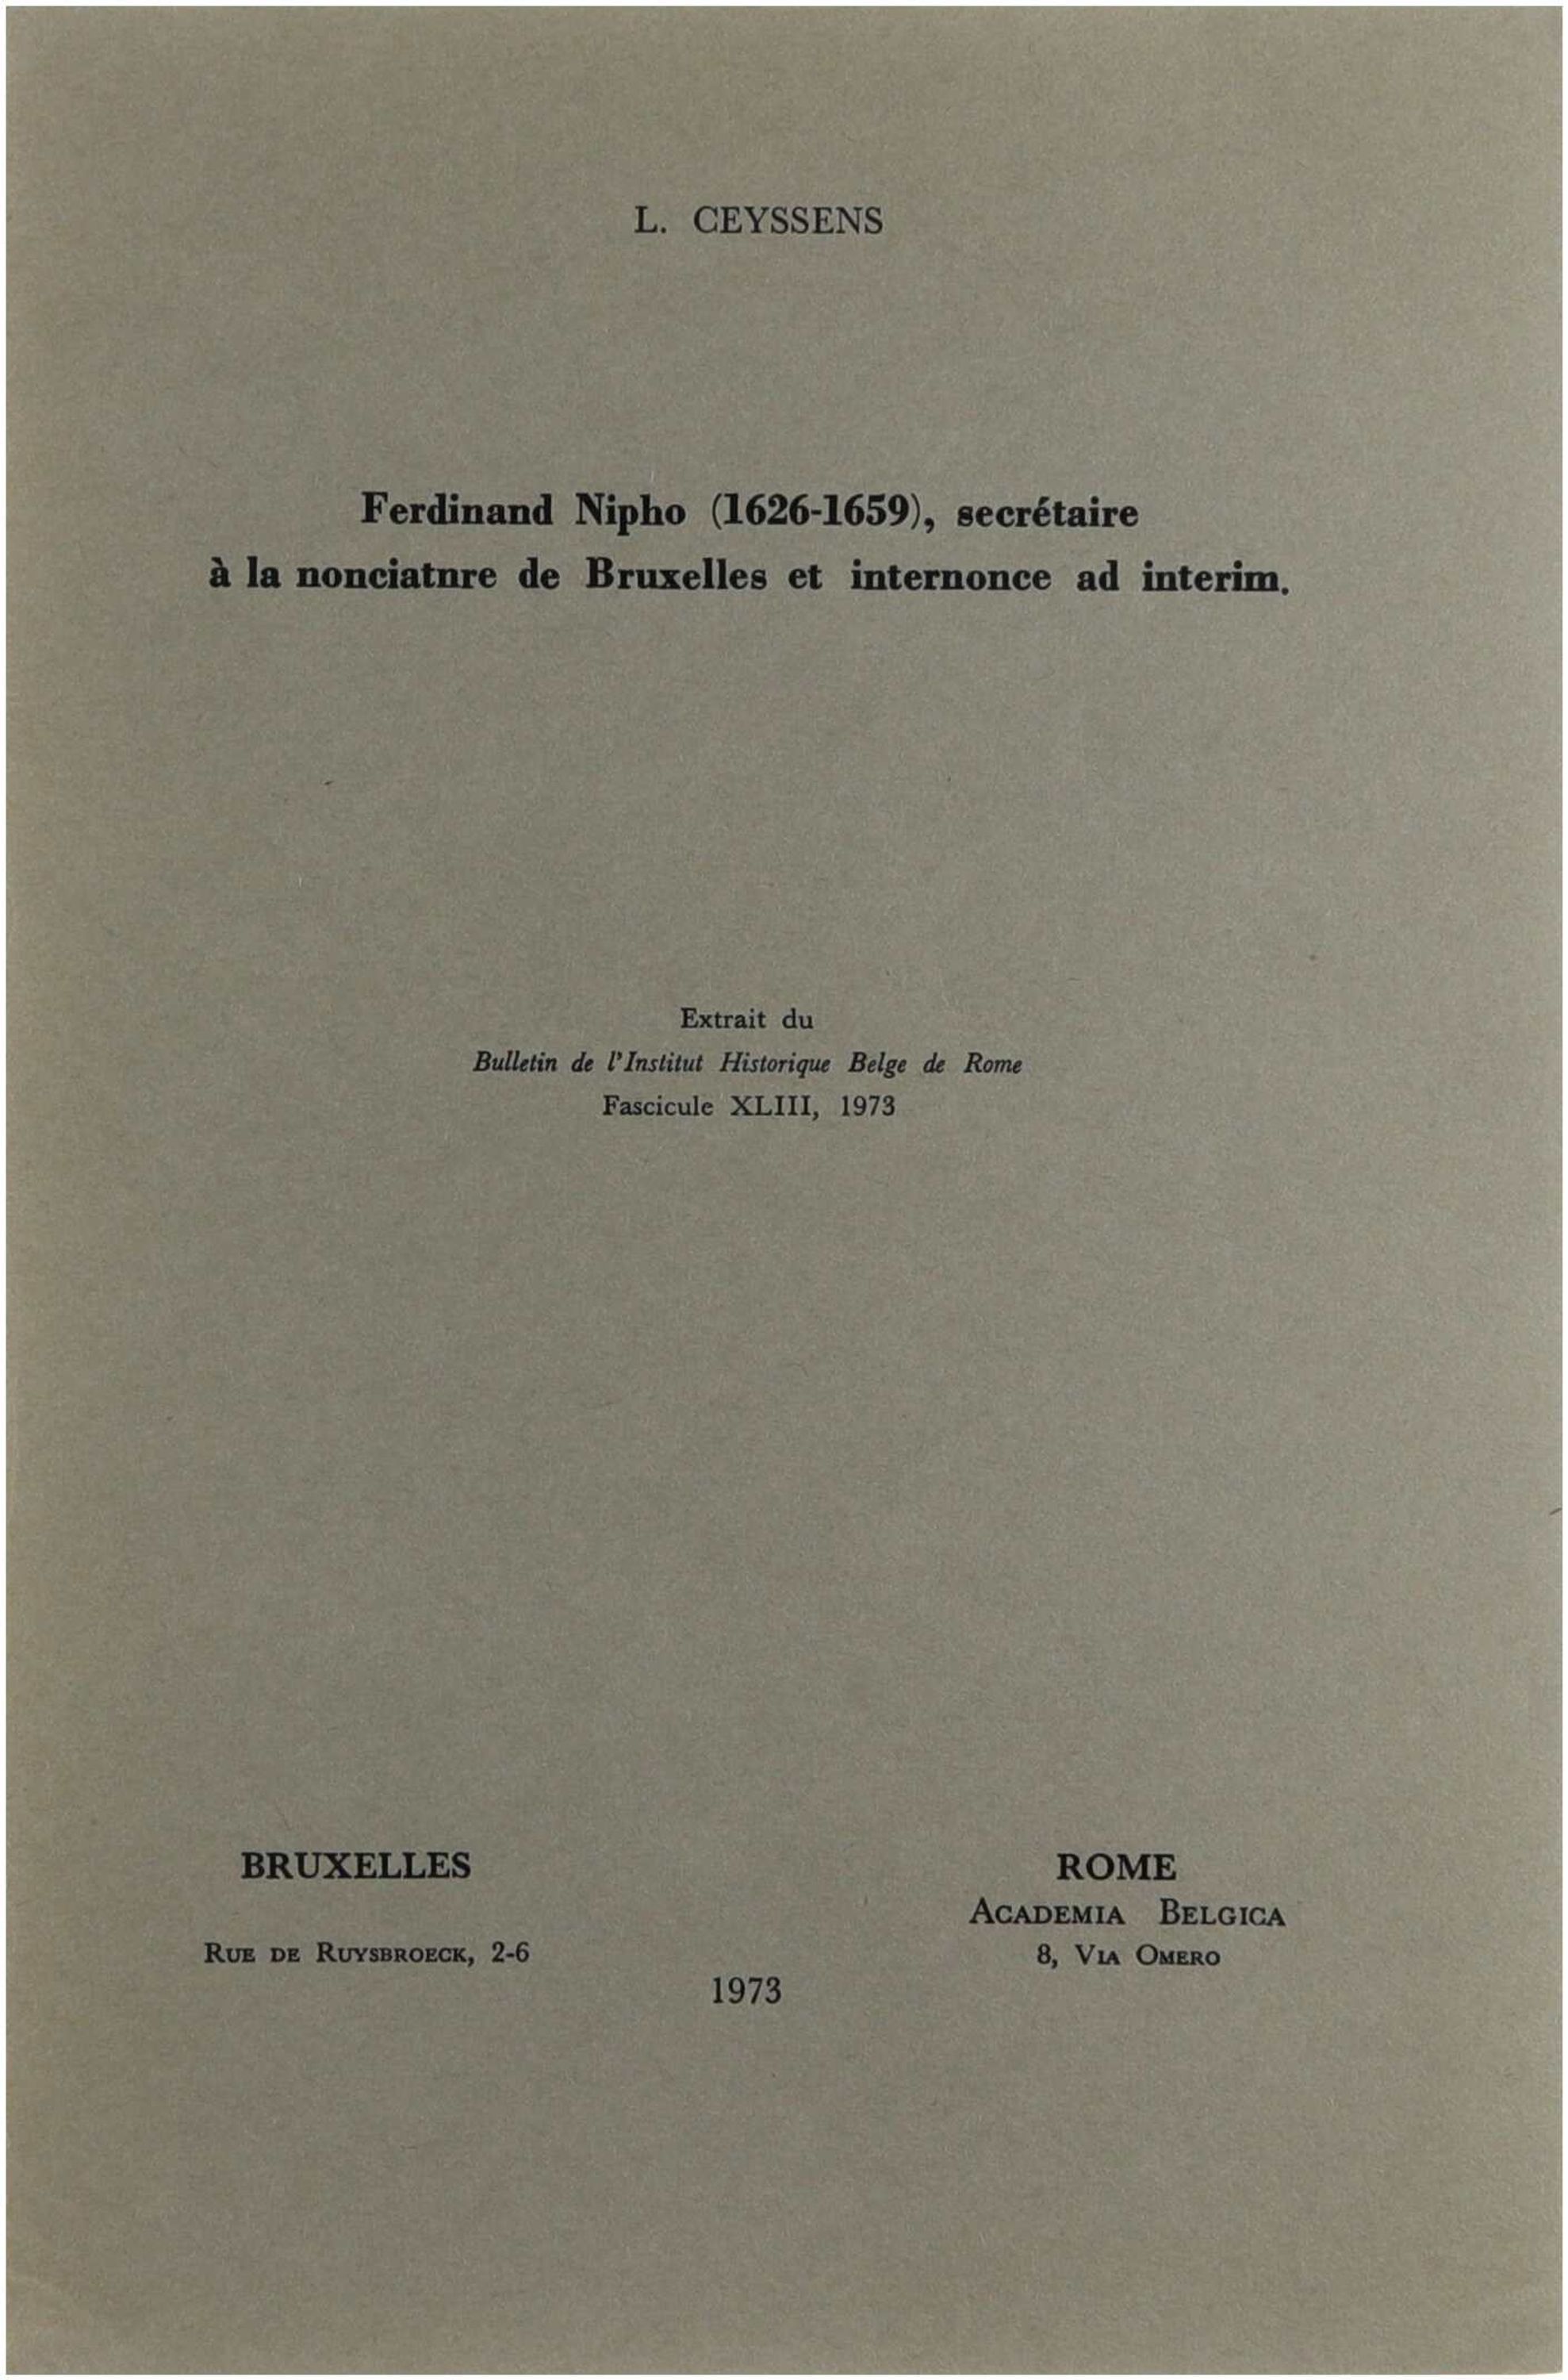 L. CEYSSENS
Ferdinand Nipho (1626-1659), secrétaire
à la nonciatnre de Bruxelles et internonce ad interim.
Extrait du
Bulletin de l'Institut Historique Belge de Rome
Fascicule XLIII, 1973
BRUXELLES
RUE DE RUYSBROECK, 2-6
ROME
ACADEMIA BELGICA
8, VIA OMERO
1973